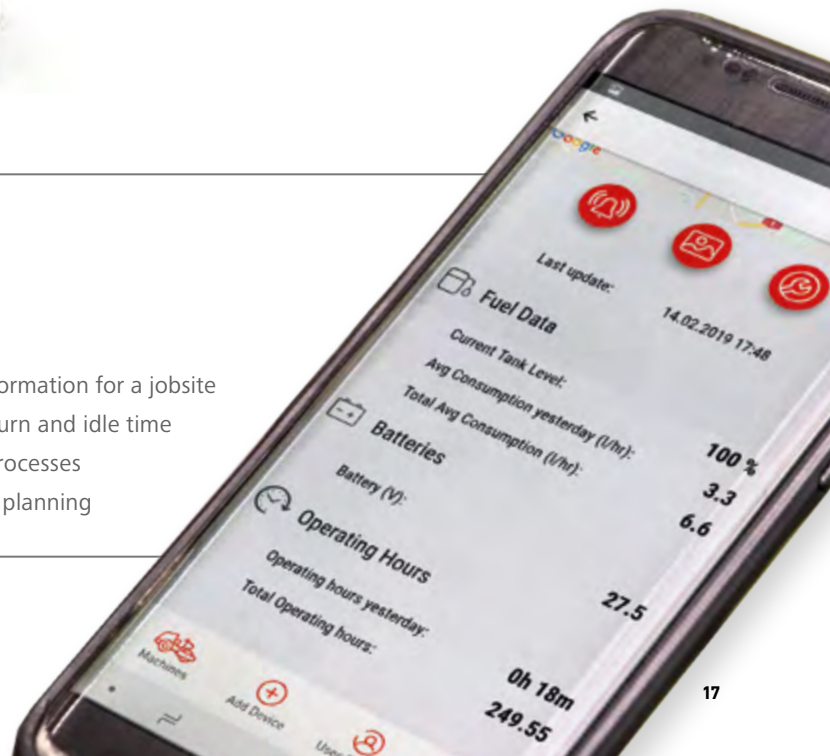 ormation for a jobsite
urn and idle time
rocesses
planning
Google
Last update: 14.02.2019 17:48
Fuel Data
Current Tank Level: 100 %
Avg Consumption yesterday (l/hr): 3.3
Total Avg Consumption (l/hr): 6.6
Batteries
Battery (V): 27.5
Operating Hours
Operating hours yesterday: 0h 18m
Total Operating hours: 249.55
Machines
Add Device
User
17